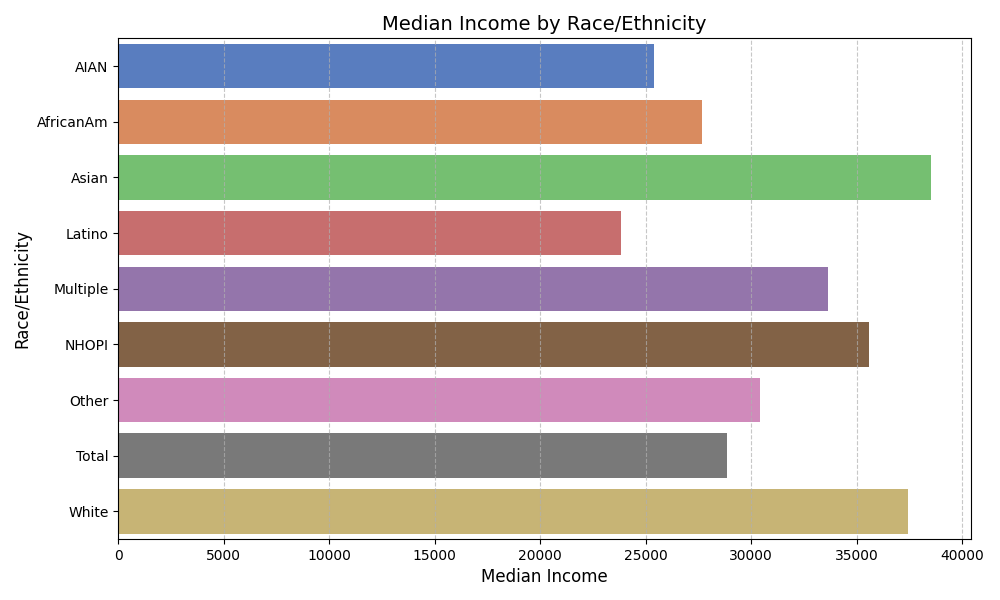 Median Income by Race/Ethnicity
Race/Ethnicity
AIAN
AfricanAm
Asian
Latino
Multiple
NHOPI
Other
Total
White
0 5000 10000 15000 20000 25000 30000 35000 40000
Median Income